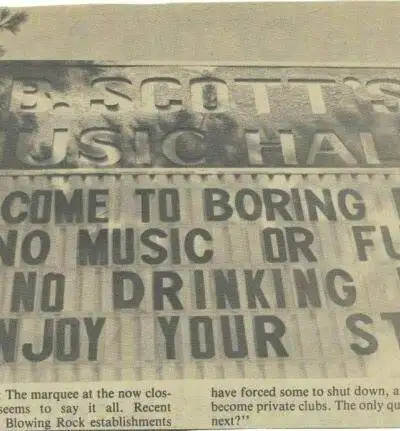 B. SCOTT'S
MUSIC HAL
COME TO BORING
NO MUSIC OR FU
NO DRINKING
NJOY YOUR ST
The marquee at the now clos-
seems to say it all. Recent
Blowing Rock establishments
have forced some to shut down, a
become private clubs. The only qu
next?"